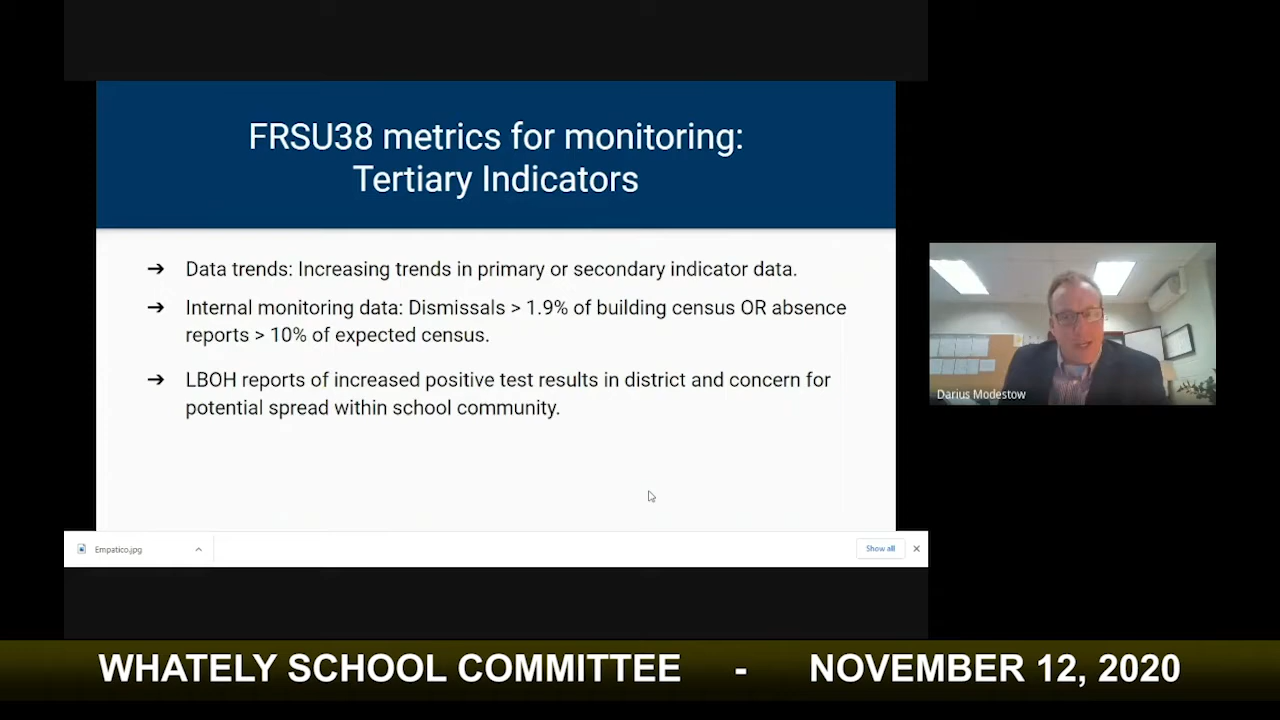 FRSU38 metrics for monitoring:
Tertiary Indicators
➔ Data trends: Increasing trends in primary or secondary indicator data.
➔ Internal monitoring data: Dismissals > 1.9% of building census OR absence
reports > 10% of expected census.
➔ LBOH reports of increased positive test results in district and concern for
potential spread within school community.
Darius Modestow
Empatico.jpg
Show all
WHATELY SCHOOL COMMITTEE - NOVEMBER 12, 2020